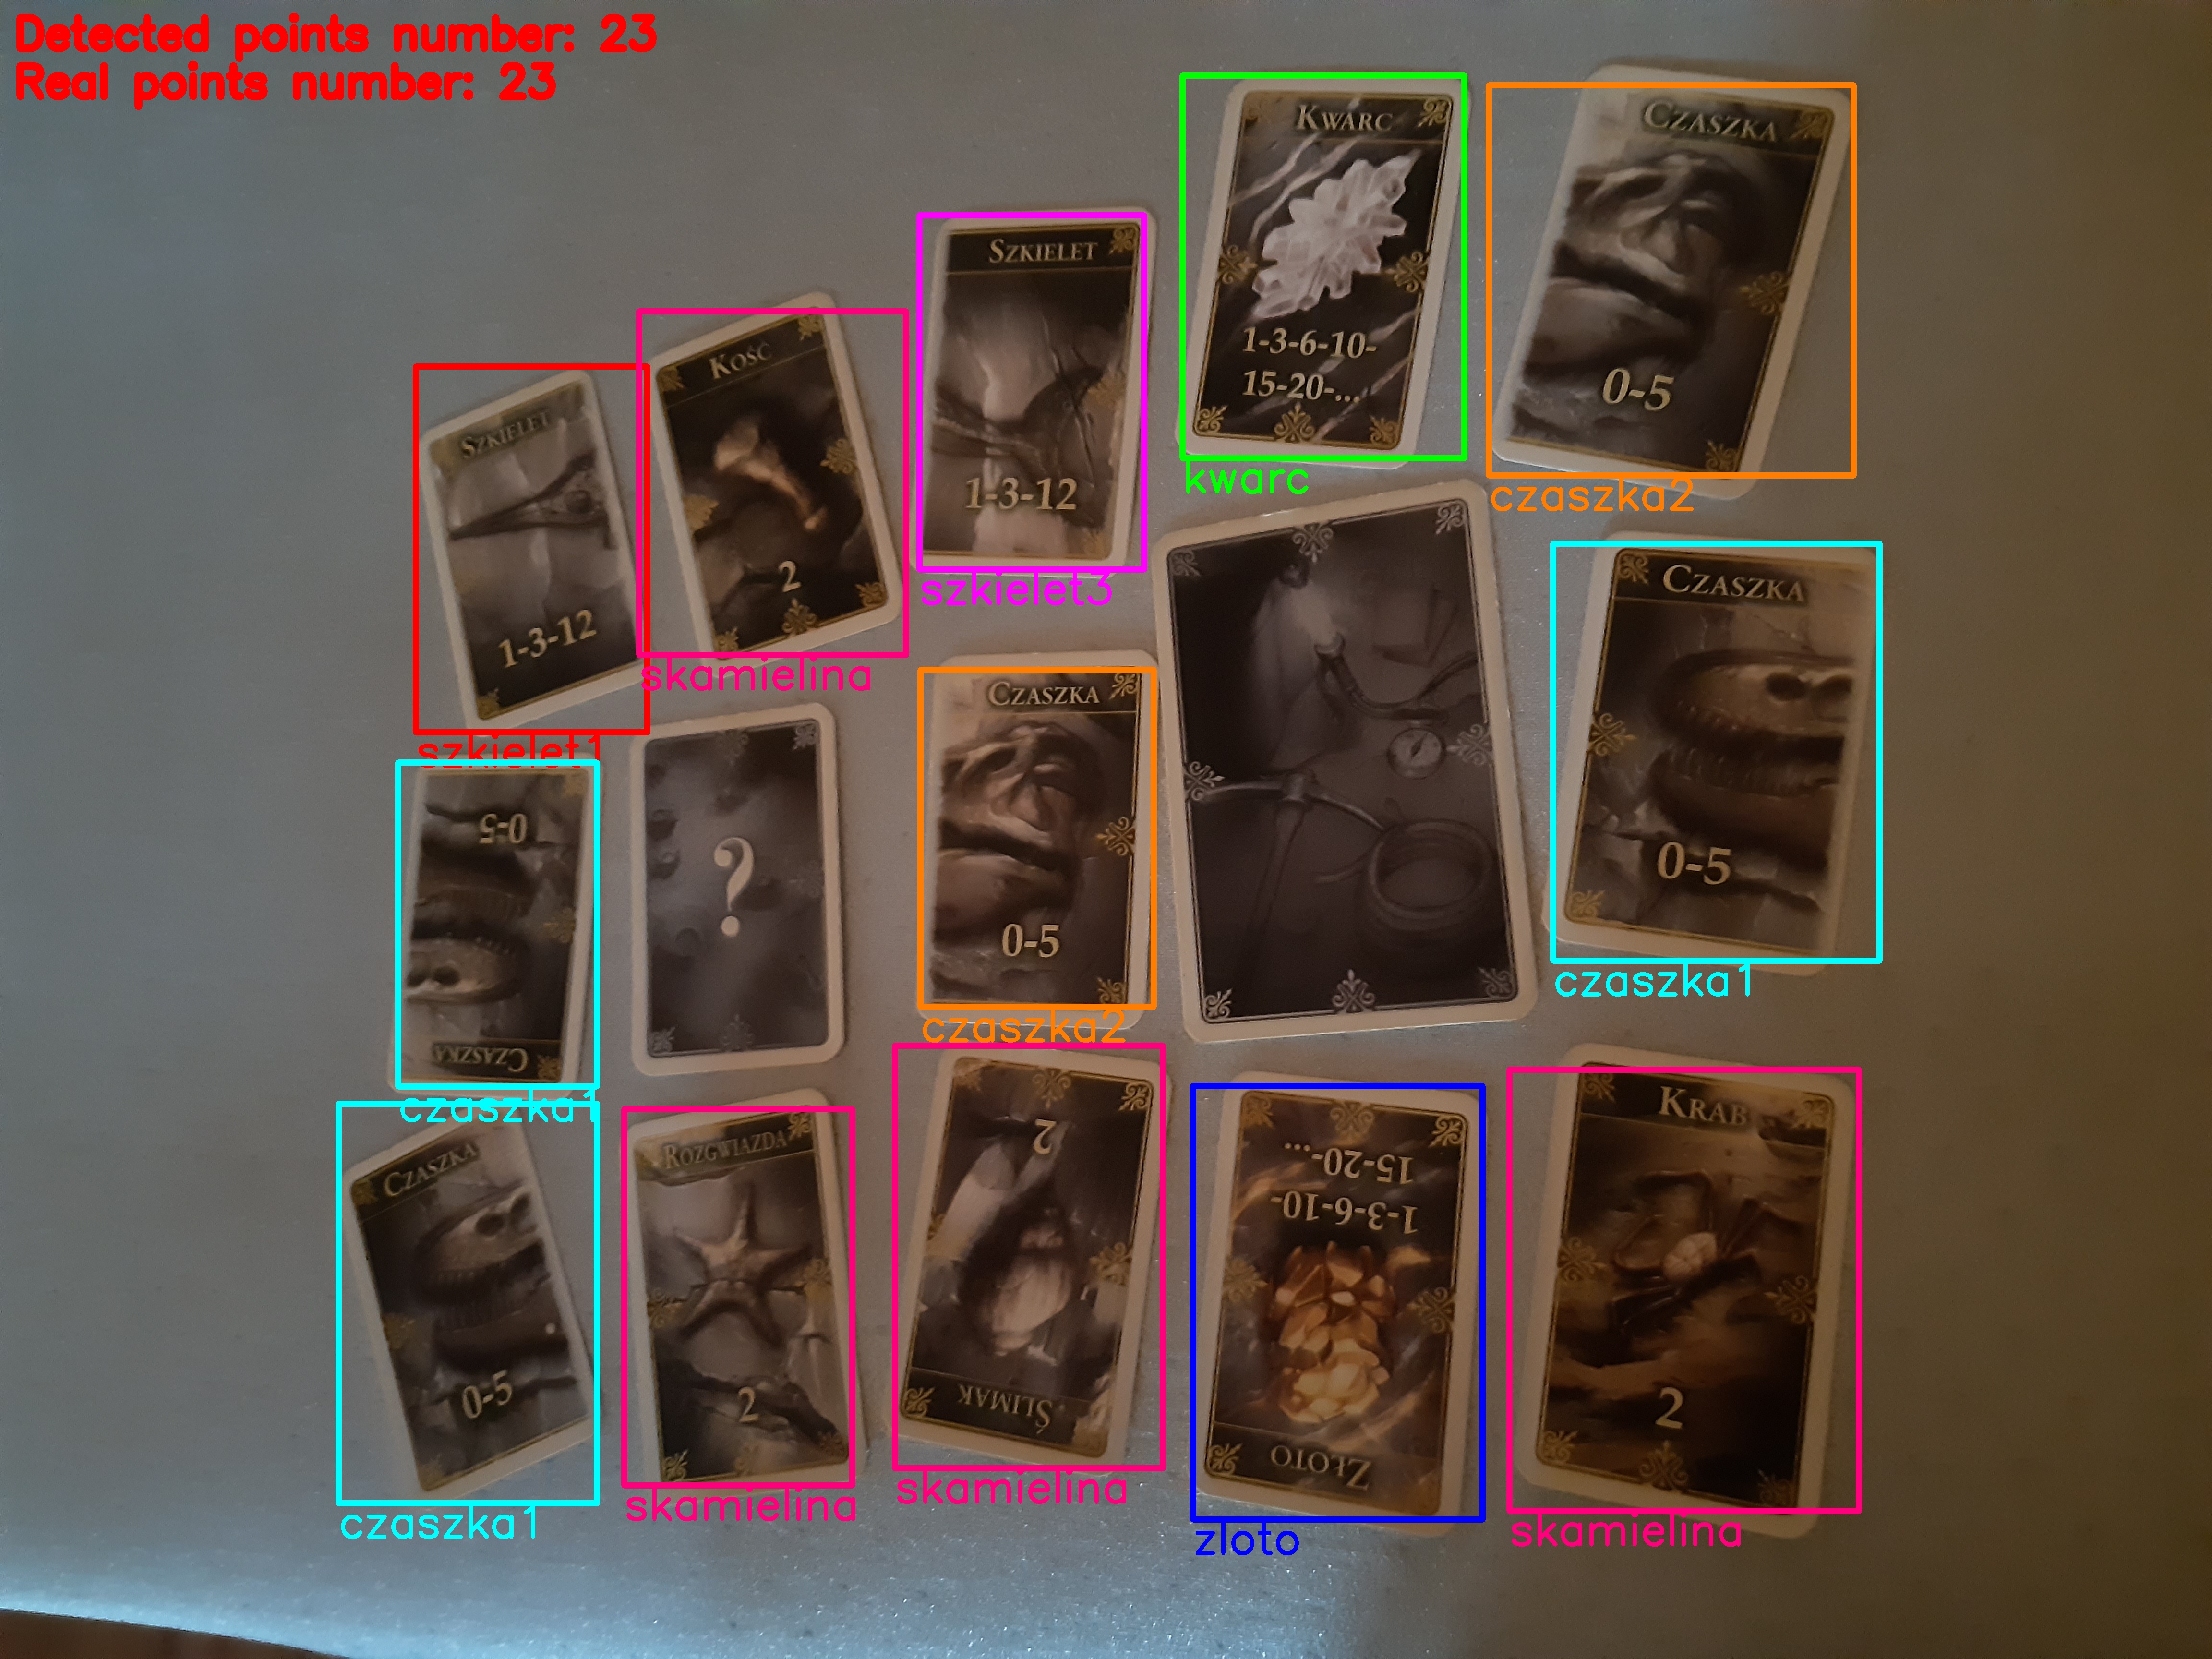 Detected points number: 23
Real points number: 23
KWARC
1-3-6-10-
15-20-...
kwarc
CZASZKA
0-5
czaszka2
SZKIELET
1-3-12
szkielet3
KOŚĆ
2
skamielina
SZKIELET
1-3-12
szkielet1
CZASZKA
0-5
czaszka1
CZASZKA
0-5
czaszka2
?
0-5
CZASZKA
czaszka1
CZASZKA
0-5
czaszka1
ROZGWIAZDA
2
skamielina
2
ŚLIMAK
skamielina
1-3-6-10-
15-20-...
ZŁOTO
zloto
KRAB
2
skamielina